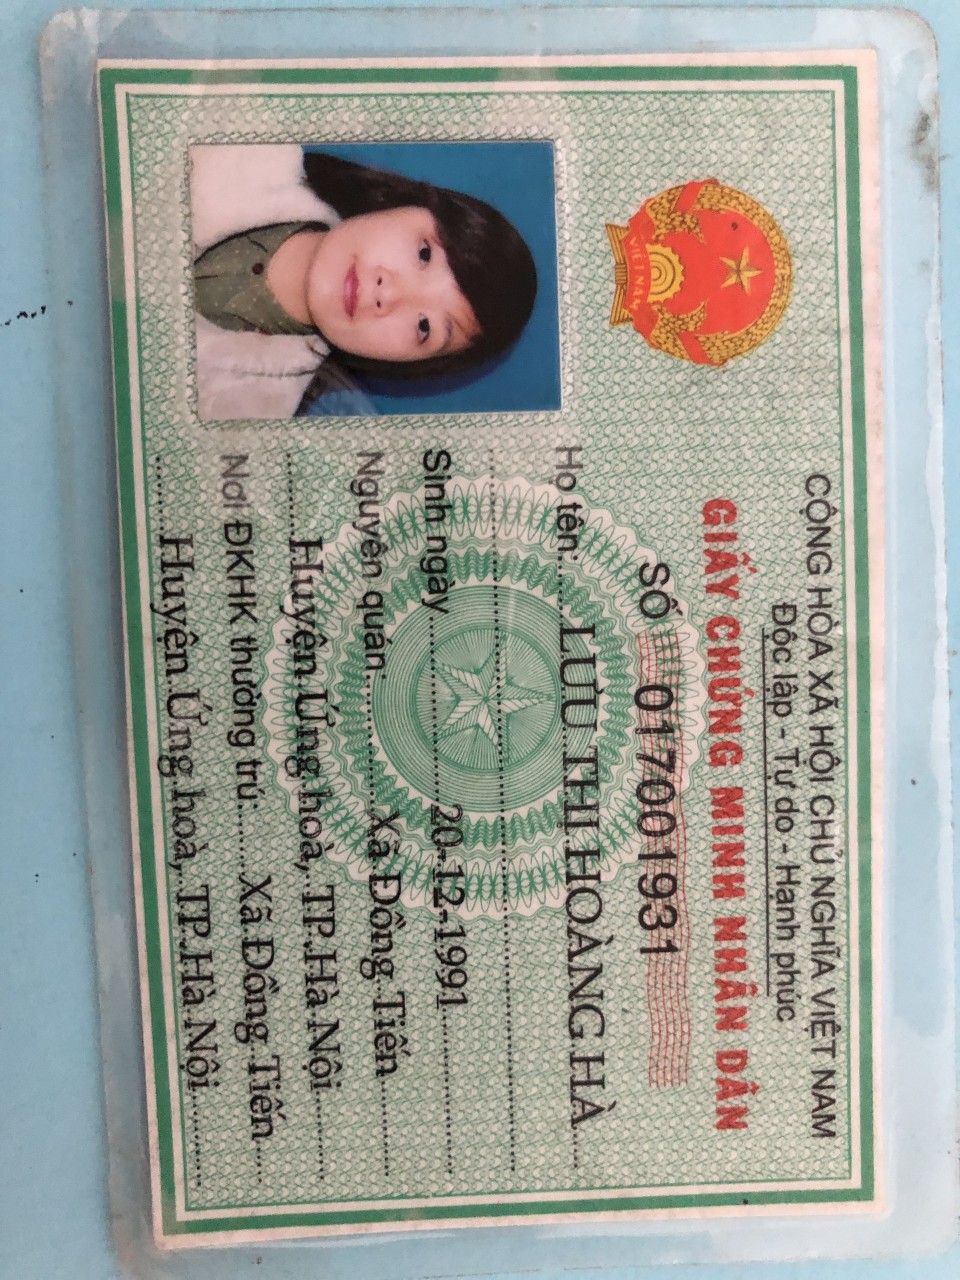 CỘNG HÒA XÃ HỘI CHỦ NGHĨA VIỆT NAM
Độc lập - Tự do - Hạnh phúc
GIẤY CHỨNG MINH NHÂN DÂN
SỐ 017001931
Họ tên: LƯU THỊ HOÀNG HÀ
Sinh ngày 20-12-1991
Nguyên quán: Xã Đồng Tiến
Huyện Ứng hoà, TP.Hà Nội
Nơi ĐKHK thường trú: Xã Đồng Tiến
Huyện Ứng hoà, TP.Hà Nội
VIỆT NAM